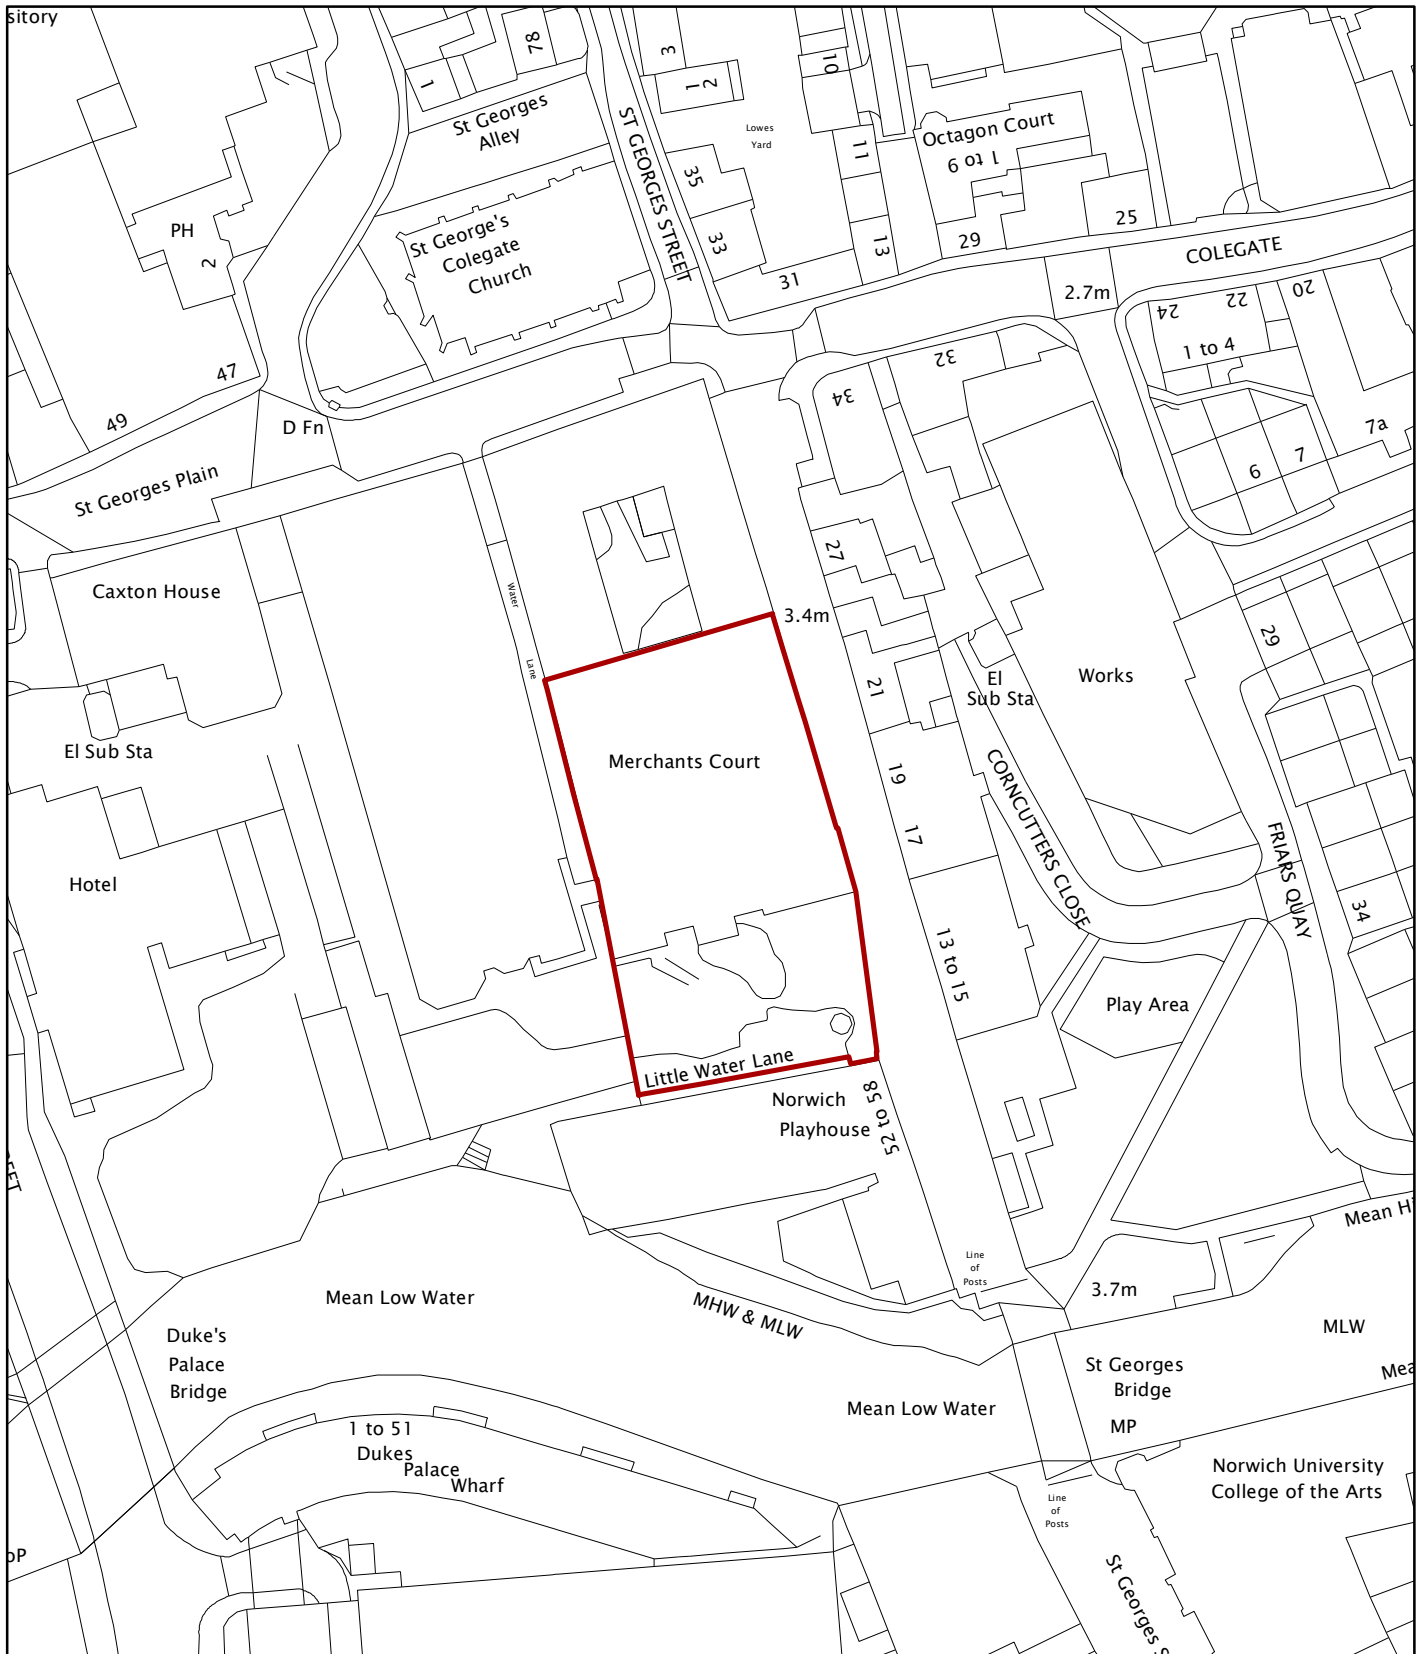 sitory
78
1
3
1 2
10
St Georges
Alley
ST GEORGES STREET
Lowes
Yard
11
Octagon Court
1 to 9
35
33
31
13
29
25
COLEGATE
PH
2
St George's
Colegate
Church
2.7m
24
22
20
1 to 4
47
49
D Fn
St Georges Plain
34
32
7a
6
7
Caxton House
Water
Lane
27
3.4m
29
El Sub Sta
21
El
Sub Sta
Works
Merchants Court
19
17
CORNCUTTERS CLOSE
FRIARS QUAY
Hotel
34
13 to 15
Play Area
Little Water Lane
Norwich
Playhouse
52 to 58
EET
Mean Hi
Line
of
Posts
3.7m
Mean Low Water
MHW & MLW
MLW
Duke's
Palace
Bridge
St Georges
Bridge
Mea
Mean Low Water
MP
1 to 51
Dukes
Palace
Wharf
Norwich University
College of the Arts
Line
of
Posts
oP
St Georges S